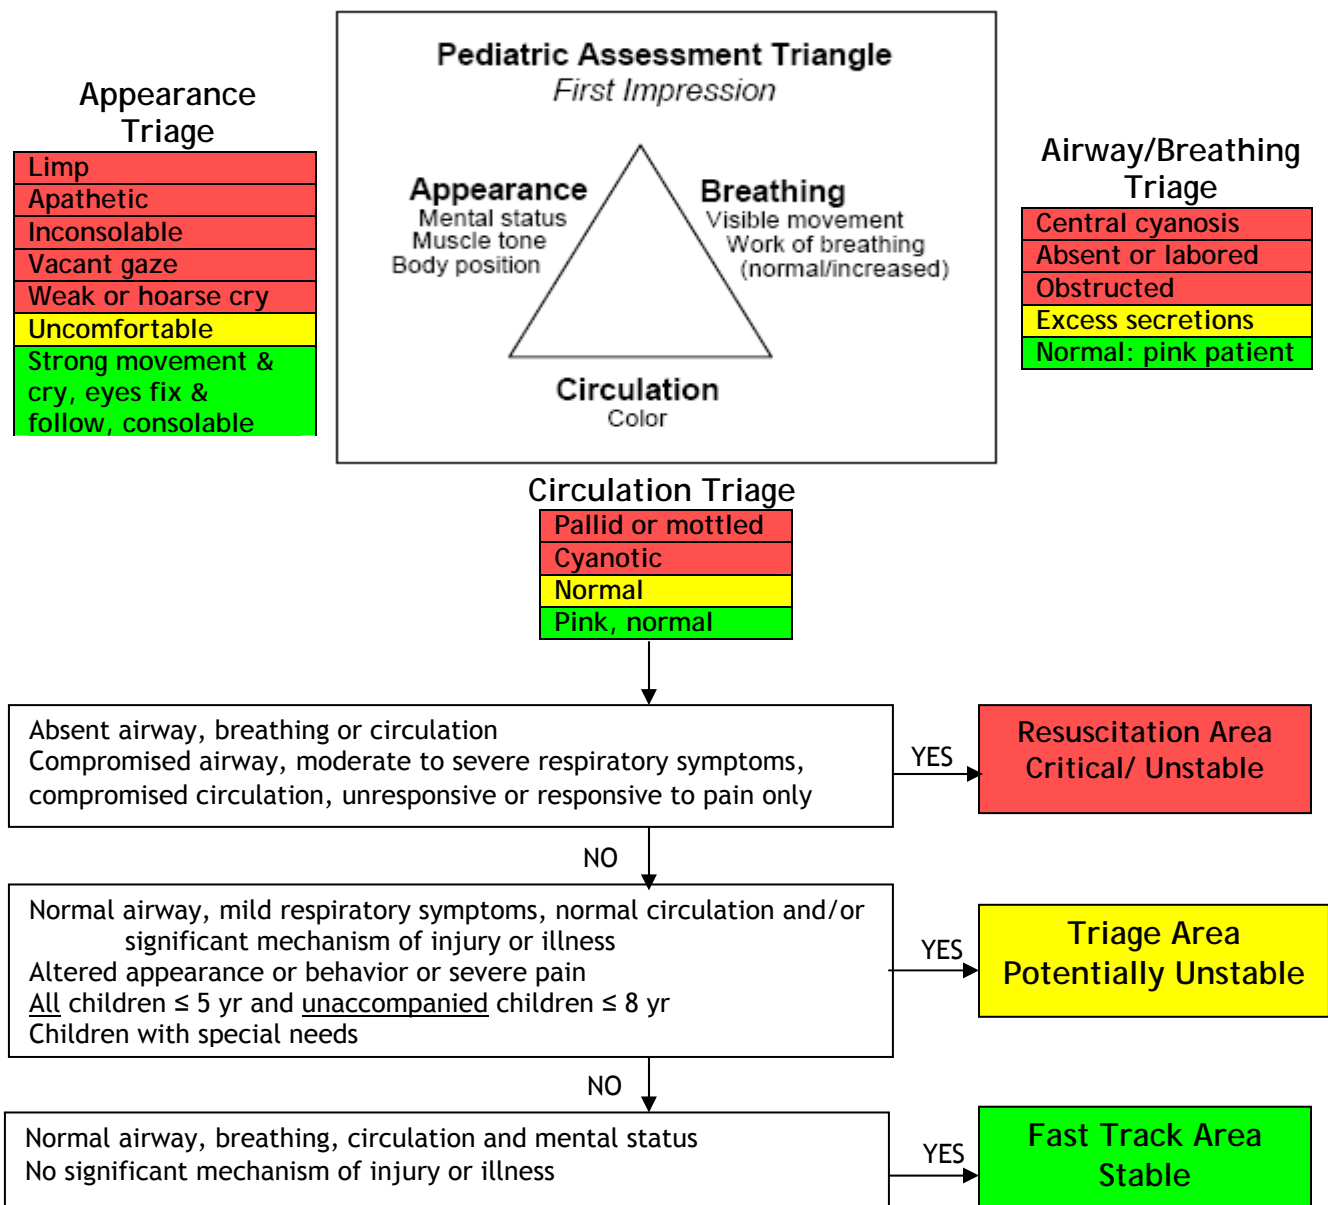 Pediatric Assessment Triangle
First Impression
Appearance
Triage
Limp
Apathetic
Inconsolable
Vacant gaze
Weak or hoarse cry
Uncomfortable
Strong movement &
cry, eyes fix &
follow, consolable
Appearance
Mental status
Muscle tone
Body position
Breathing
Visible movement
Work of breathing
(normal/increased)
Circulation
Color
Airway/Breathing
Triage
Central cyanosis
Absent or labored
Obstructed
Excess secretions
Normal: pink patient
Circulation Triage
Pallid or mottled
Cyanotic
Normal
Pink, normal
Absent airway, breathing or circulation
Compromised airway, moderate to severe respiratory symptoms,
compromised circulation, unresponsive or responsive to pain only
YES
Resuscitation Area
Critical/ Unstable
NO
Normal airway, mild respiratory symptoms, normal circulation and/or
significant mechanism of injury or illness
Altered appearance or behavior or severe pain
All children ≤ 5 yr and unaccompanied children ≤ 8 yr
Children with special needs
YES
Triage Area
Potentially Unstable
NO
Normal airway, breathing, circulation and mental status
No significant mechanism of injury or illness
YES
Fast Track Area
Stable